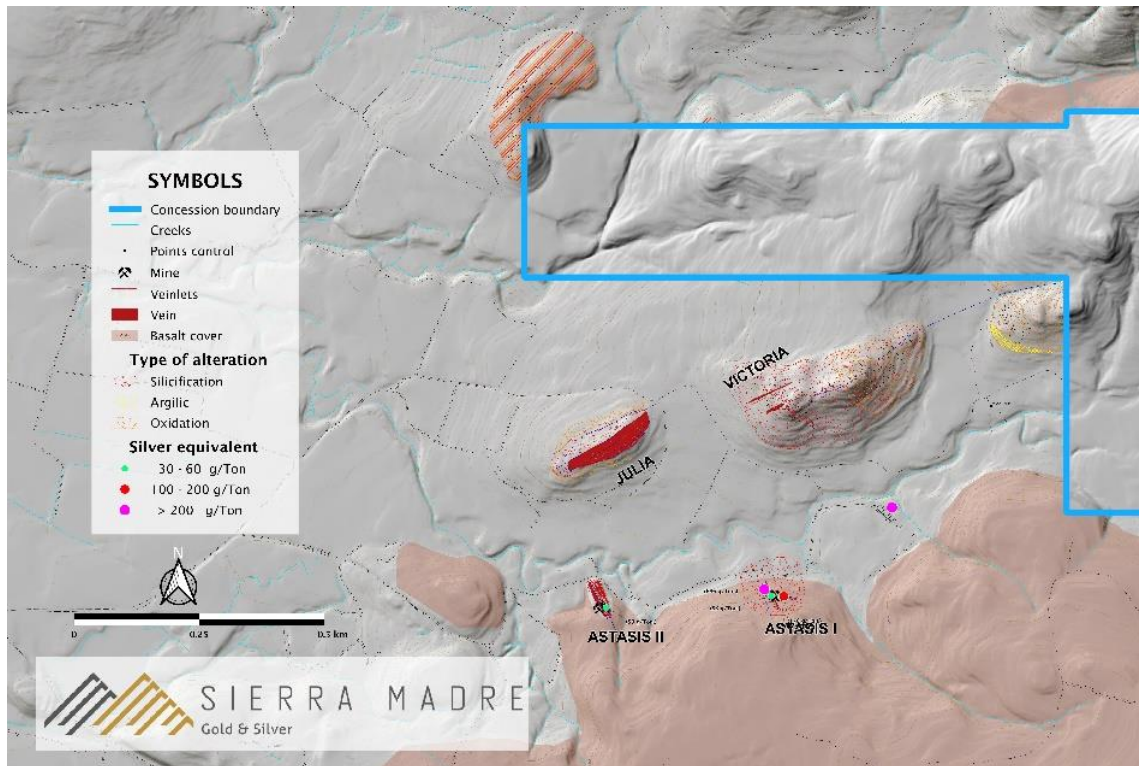 SYMBOLS
Concession boundary
Creeks
Points control
Mine
Veinlets
Vein
Basalt cover
Type of alteration
Silicification
Argilic
Oxidation
Silver equivalent
30 - 60 g/Ton
100 - 200 g/Ton
> 200 g/Ton
N
0
0.25
0.5 km
VICTORIA
JULIA
ASTASIS II
ASTASIS I
SIERRA MADRE
Gold & Silver